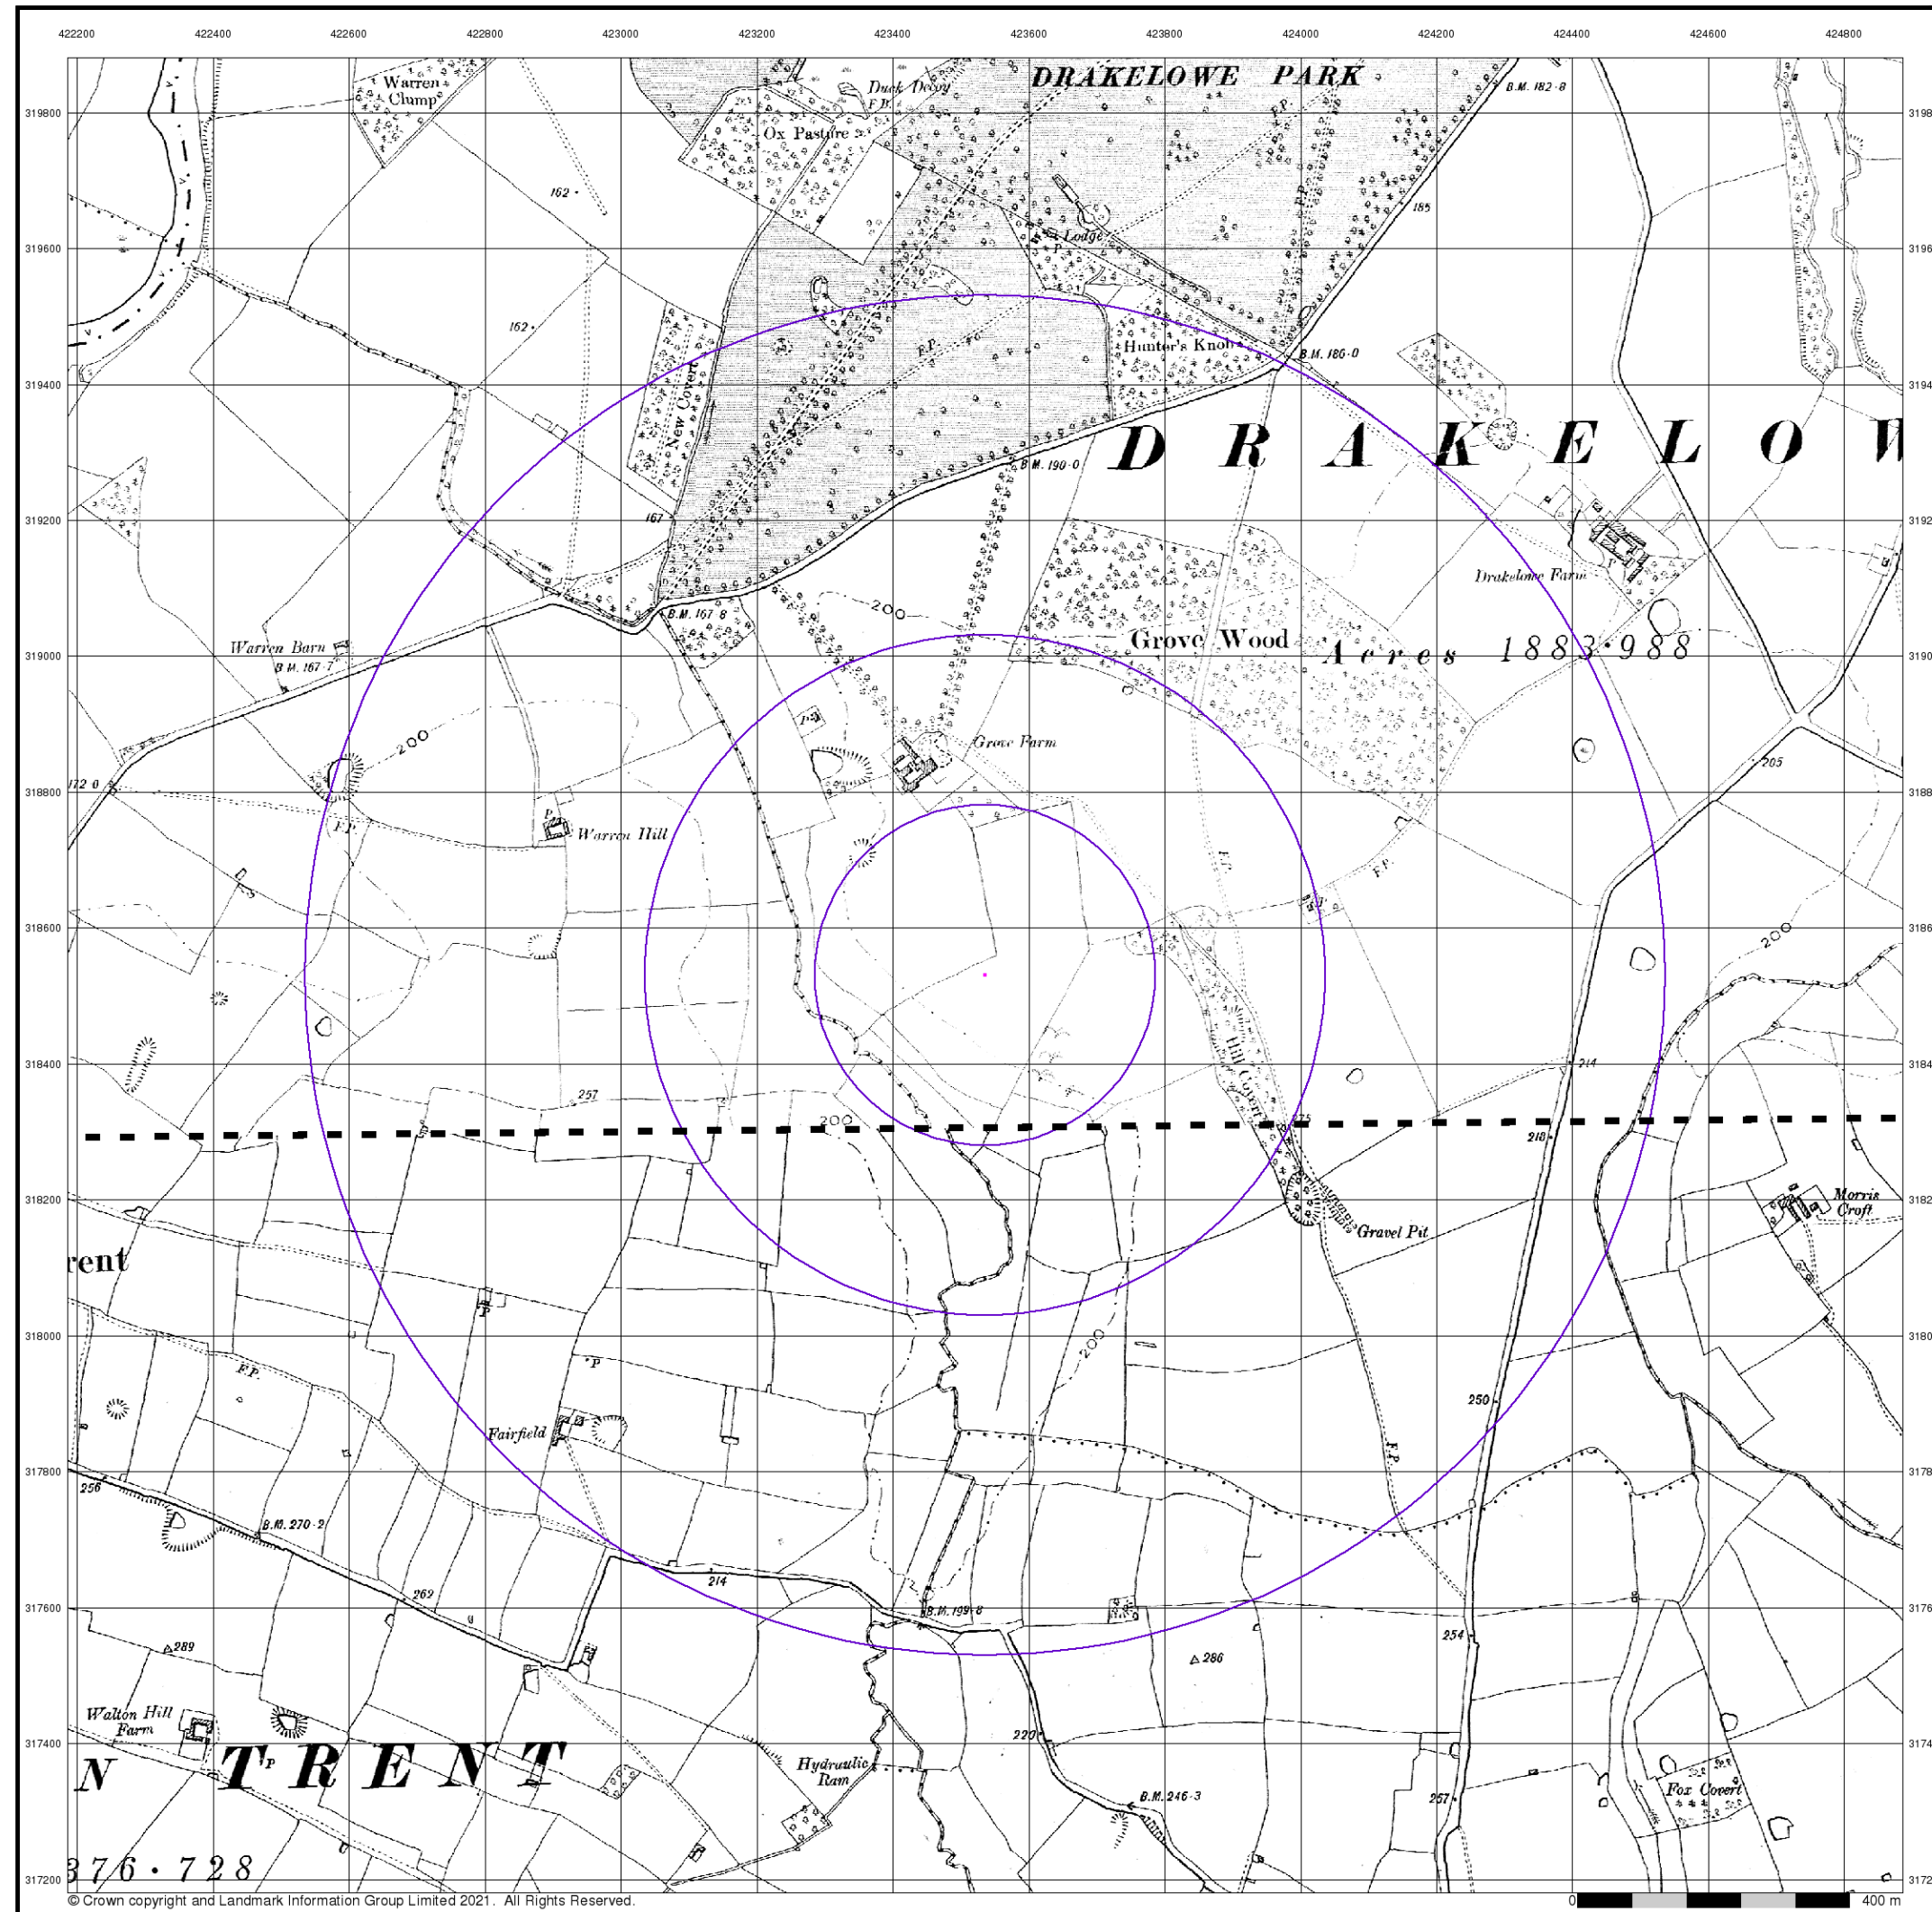 422200 422400 422600 422800 423000 423200 423400 423600 423800 424000 424200 424400 424600 424800
DRAKELOWE PARK
Warren
Clump
Duck Decoy
F.B.
B.M. 182·8
319800
Ox Pasture
F.P.
162
F.P.
185
319600
Lodge
P
162
F.P.
Hunter's Knoll
B.M. 186·0
319400
New Covert
DRAKELOW
B.M. 190·0
319200
167
Drakelowe Farm
P
200
B.M. 167·8
319000
Warren Barn
B.M. 167·7
Grove Wood
Acres 1883·988
P
200
Grove Farm
205
172·0
318800
F.P.
P
Warren Hill
F.P.
F.P.
S
P
318600
200
Hill Covert
318400
214
257
200
275
218
318200
Morris
Croft
Gravel Pit
rent
P
318000
200
P
F.P.
250
Fairfield
F.P.
317800
256
B.M. 270·2
214
269
317600
B.M. 199·8
254
289
286
Walton Hill
Farm
220
317400
N TRENT
P
Hydraulic
Ram
B.M. 246·3
257
Fox Covert
376·728
317200
© Crown copyright and Landmark Information Group Limited 2021. All Rights Reserved.
0 400 m